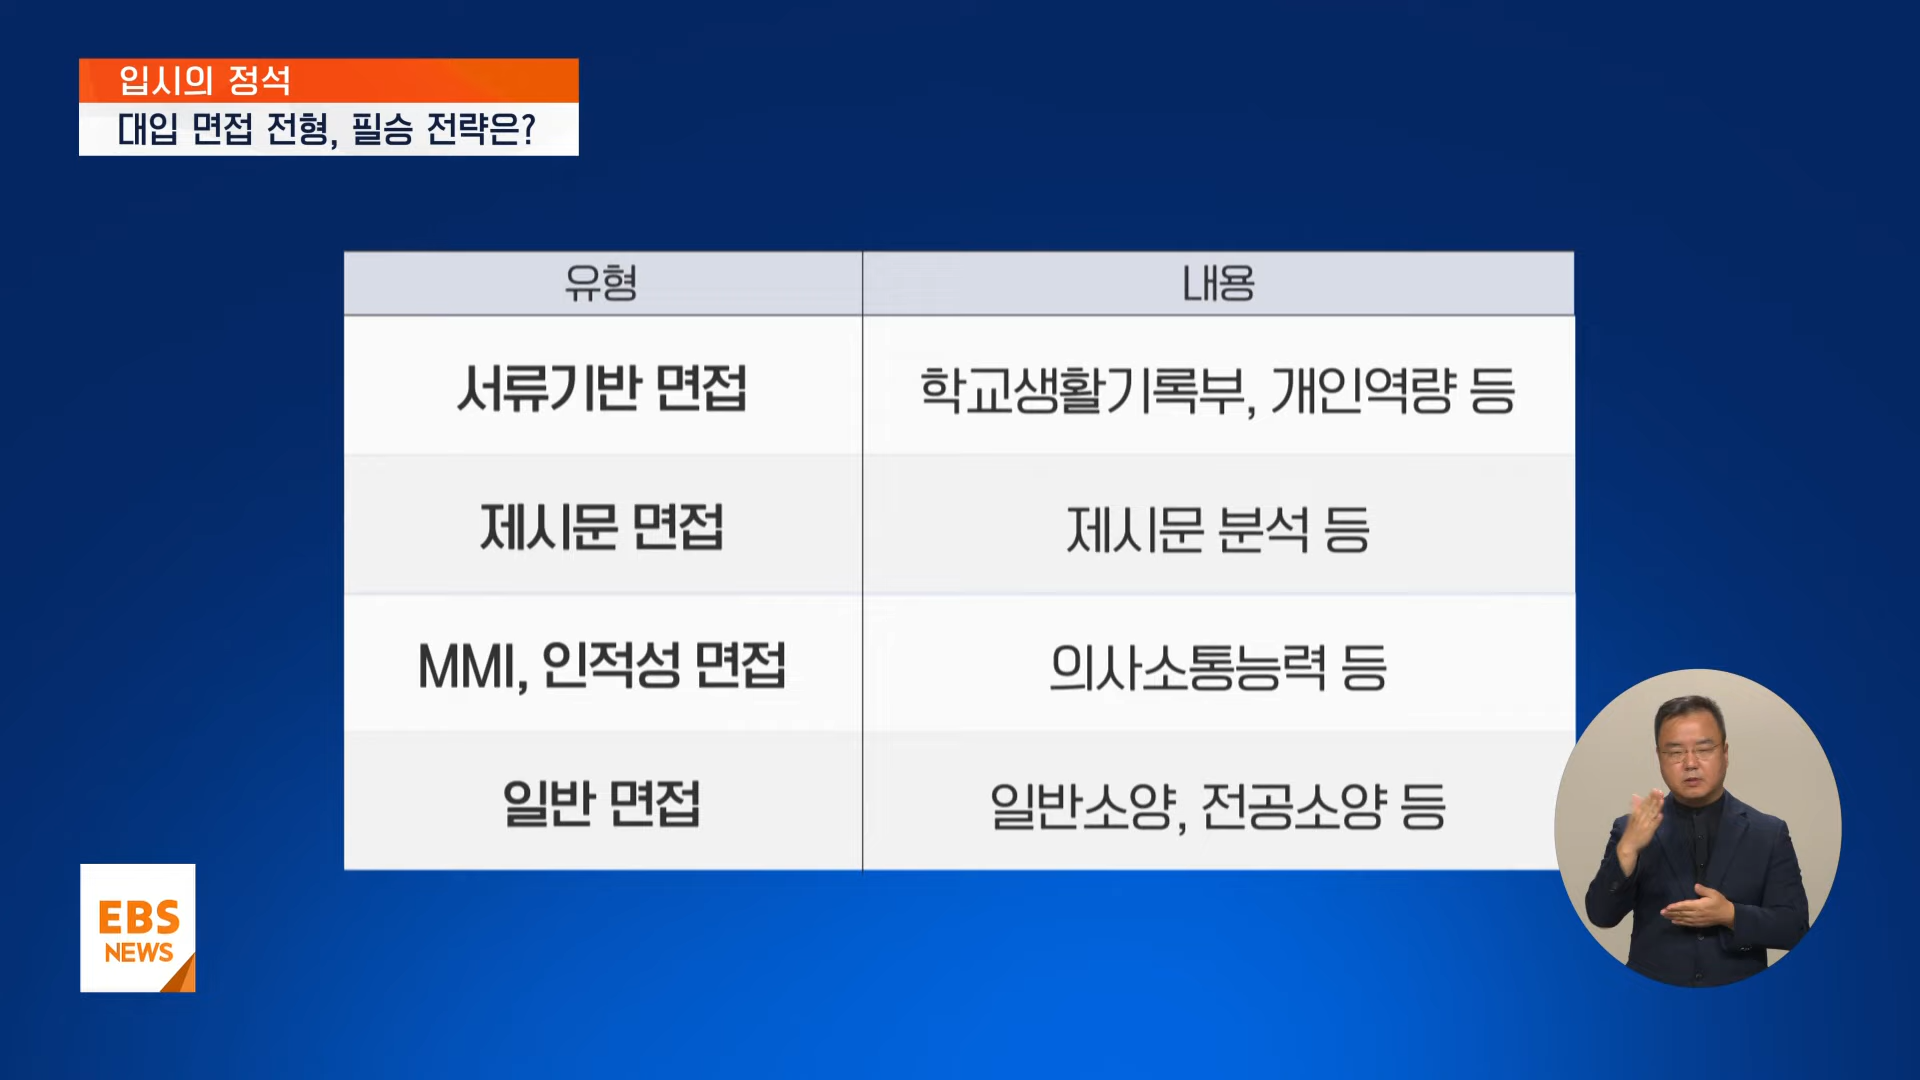 입시의 정석
대입 면접 전형, 필승 전략은?
유형 내용
서류기반 면접 학교생활기록부, 개인역량 등
제시문 면접 제시문 분석 등
MMI, 인적성 면접 의사소통능력 등
일반 면접 일반소양, 전공소양 등
EBS
NEWS